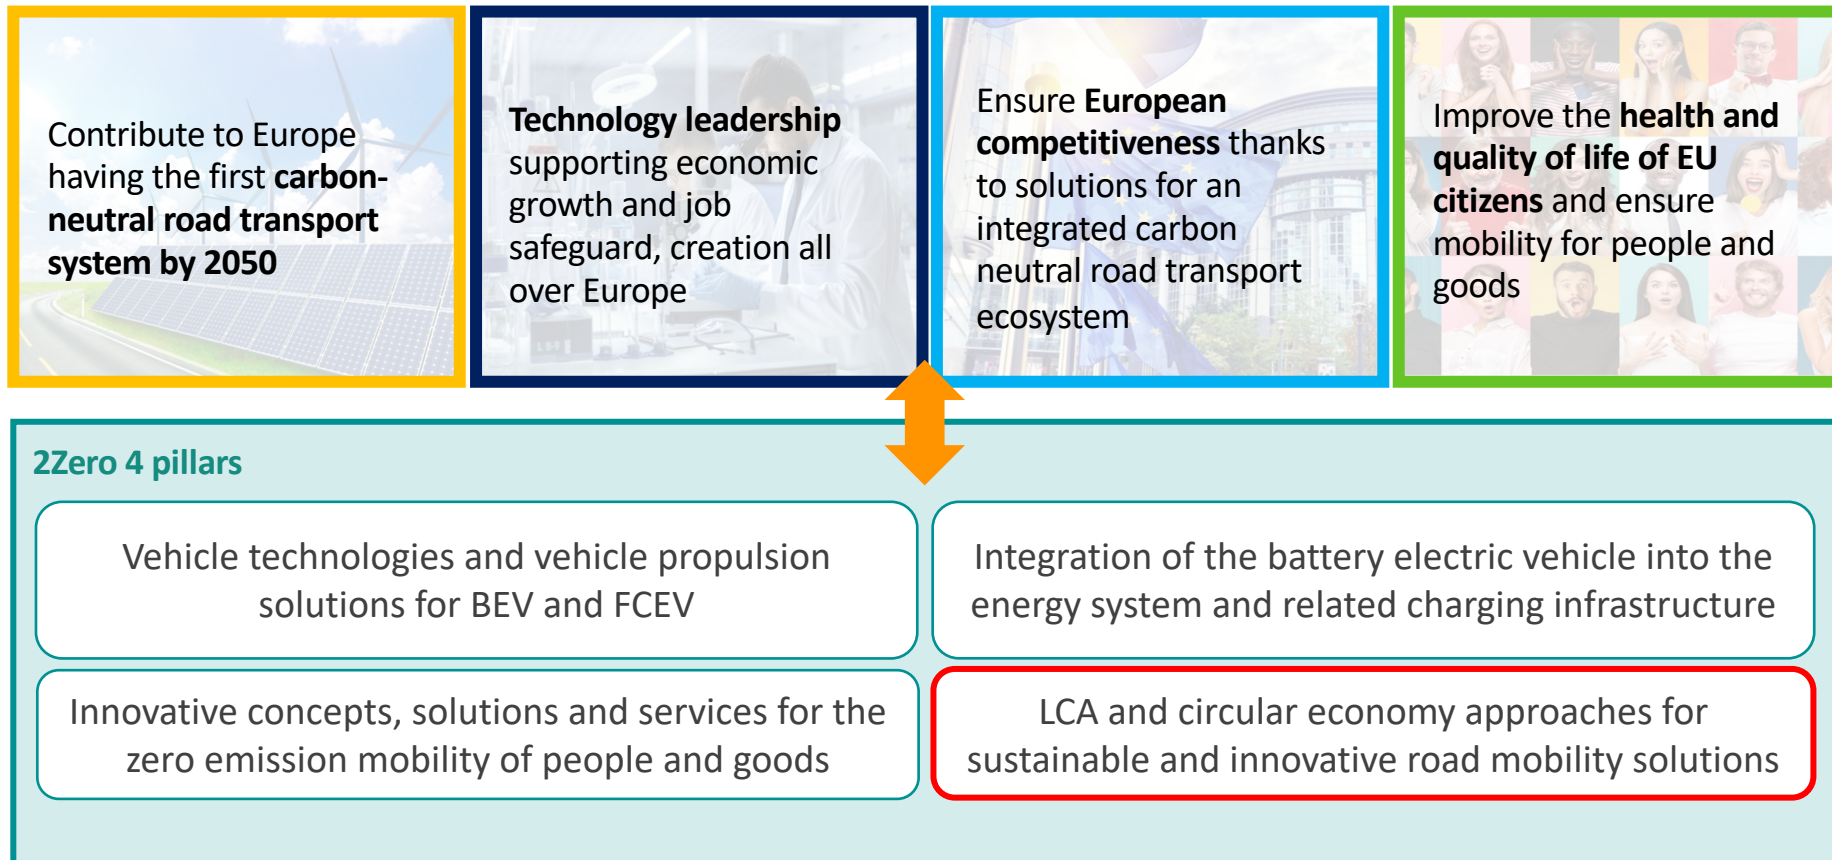 Contribute to Europe
having the first carbon-
neutral road transport
system by 2050
Technology leadership
supporting economic
growth and job
safeguard, creation all
over Europe
Ensure European
competitiveness thanks
to solutions for an
integrated carbon
neutral road transport
ecosystem
Improve the health and
quality of life of EU
citizens and ensure
mobility for people and
goods
2Zero 4 pillars
Vehicle technologies and vehicle propulsion
solutions for BEV and FCEV
Integration of the battery electric vehicle into the
energy system and related charging infrastructure
Innovative concepts, solutions and services for the
zero emission mobility of people and goods
LCA and circular economy approaches for
sustainable and innovative road mobility solutions